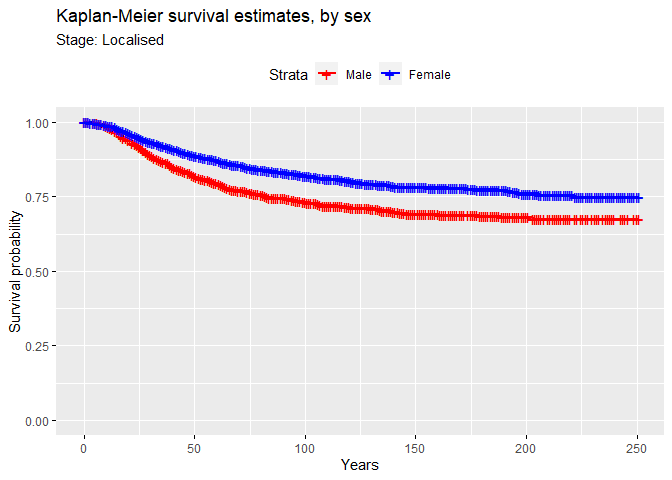 Kaplan-Meier survival estimates, by sex
Stage: Localised
Strata Male Female
1.00
0.75
0.50
0.25
0.00
Survival probability
0 50 100 150 200 250
Years